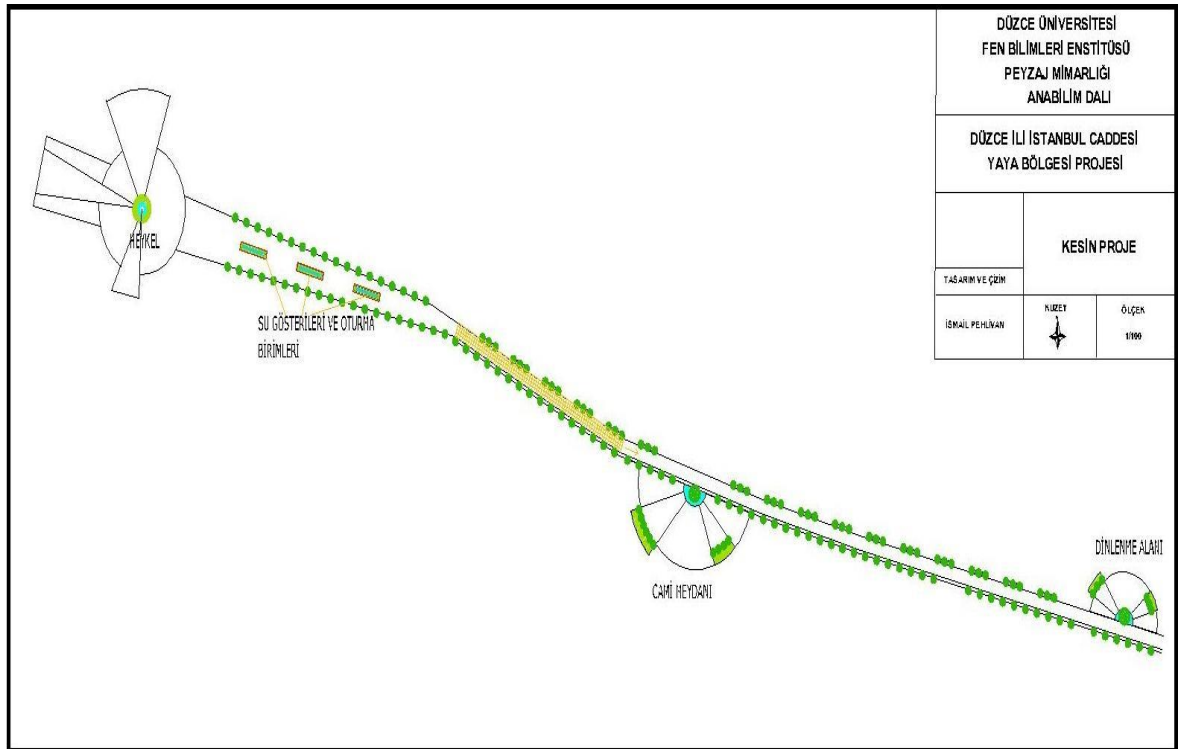 DÜZCE ÜNİVERSİTESİ
FEN BİLİMLERİ ENSTİTÜSÜ
PEYZAJ MİMARLIĞI
ANABİLİM DALI
DÜZCE İLİ İSTANBUL CADDESİ
YAYA BÖLGESİ PROJESİ
KESİN PROJE
TASARIM VE ÇİZİM
İSMAİL PEHLİVAN
KUZEY
ÖLÇEK
HEYKEL
SU GÖSTERİLERİ VE OTURMA
BİRİMLERİ
CAMİ MEYDANI
DİNLENME ALANI